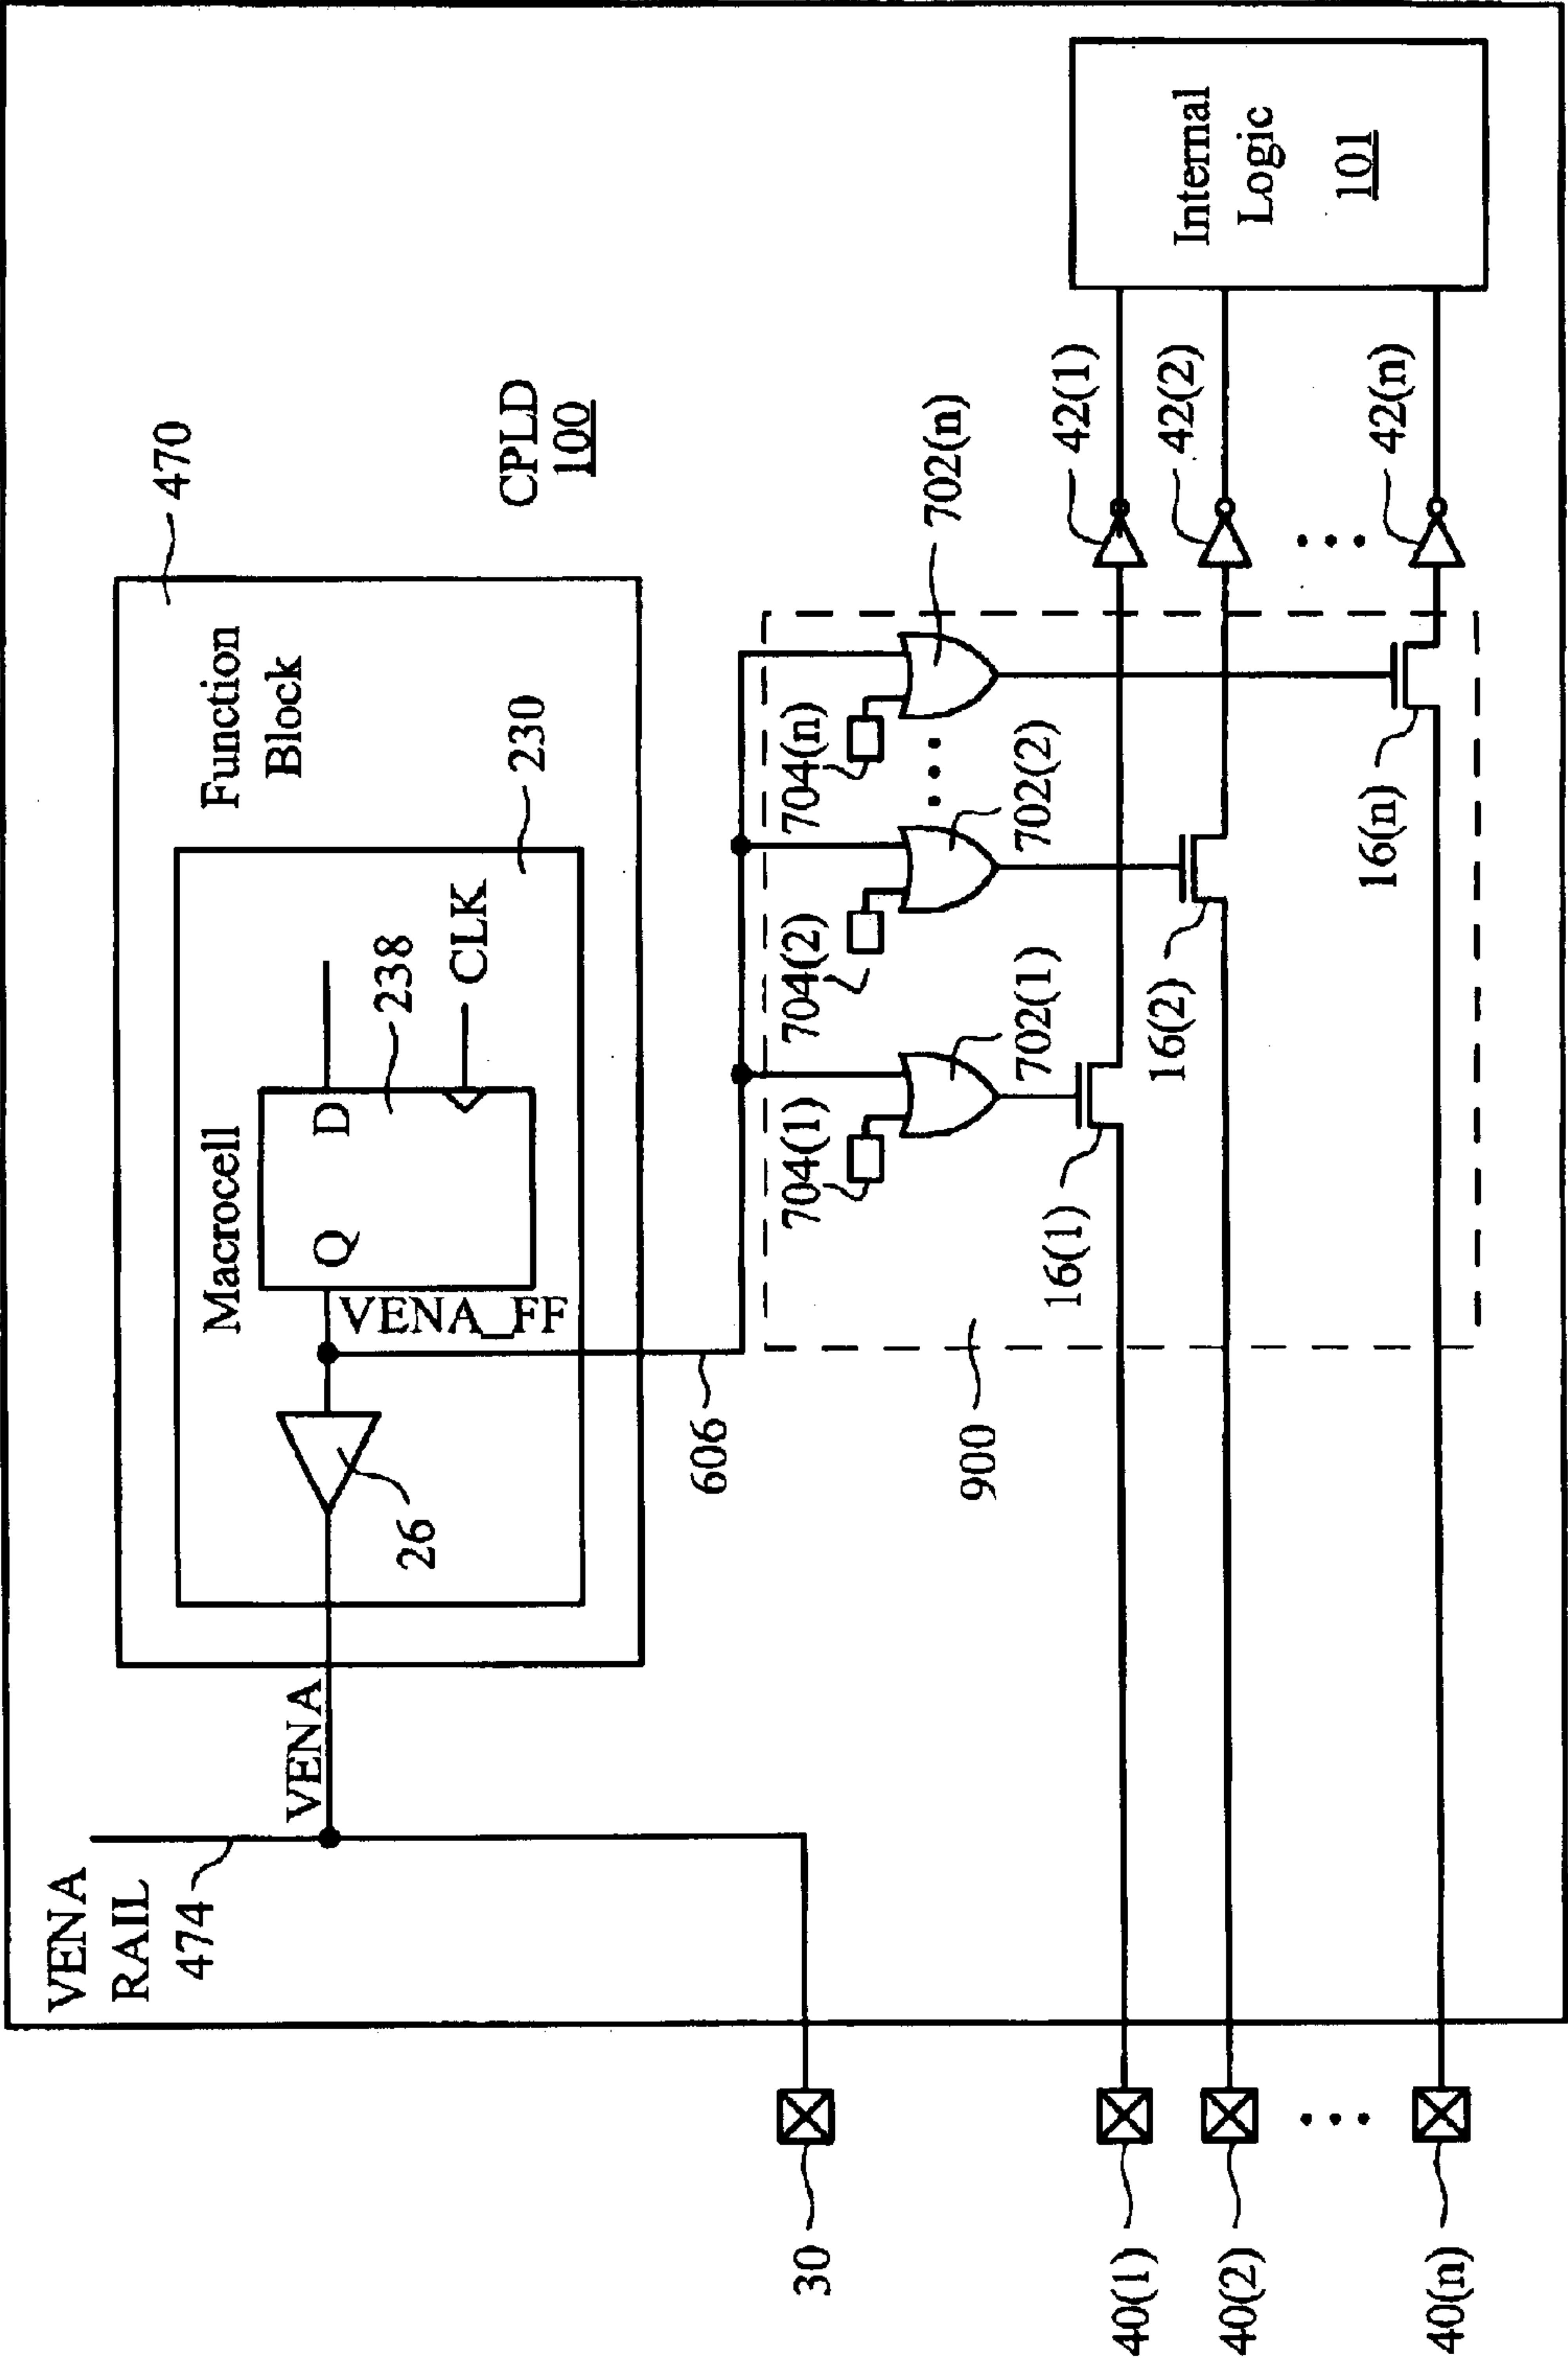 VENA
RAIL
474
VENA
Macrocell
Function
Block
470
Q
D
238
CLK
VENA_FF
26
230
CPLD
100
606
704(1)
704(2)
704(n)
702(1)
702(2)
702(n)
900
16(1)
16(2)
16(n)
42(1)
42(2)
42(n)
Internal
Logic
101
30
40(1)
40(2)
40(n)